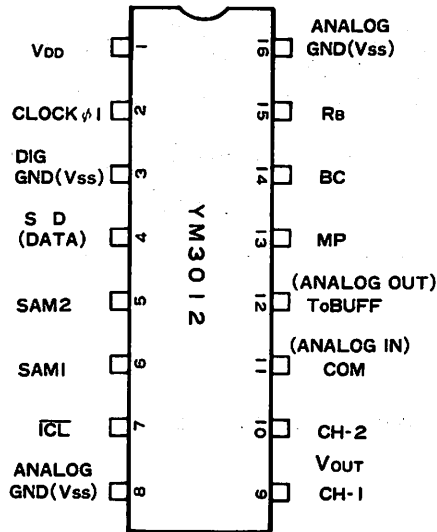 VDD
1
CLOCK φ1
2
DIG
GND(Vss)
3
S D
(DATA)
4
SAM2
5
SAM1
6
ICL
7
ANALOG
GND(Vss)
8
YM3012
ANALOG
GND(Vss)
16
RB
15
BC
14
MP
13
(ANALOG OUT)
ToBUFF
12
(ANALOG IN)
COM
11
CH-2
10
VOUT
CH-1
9